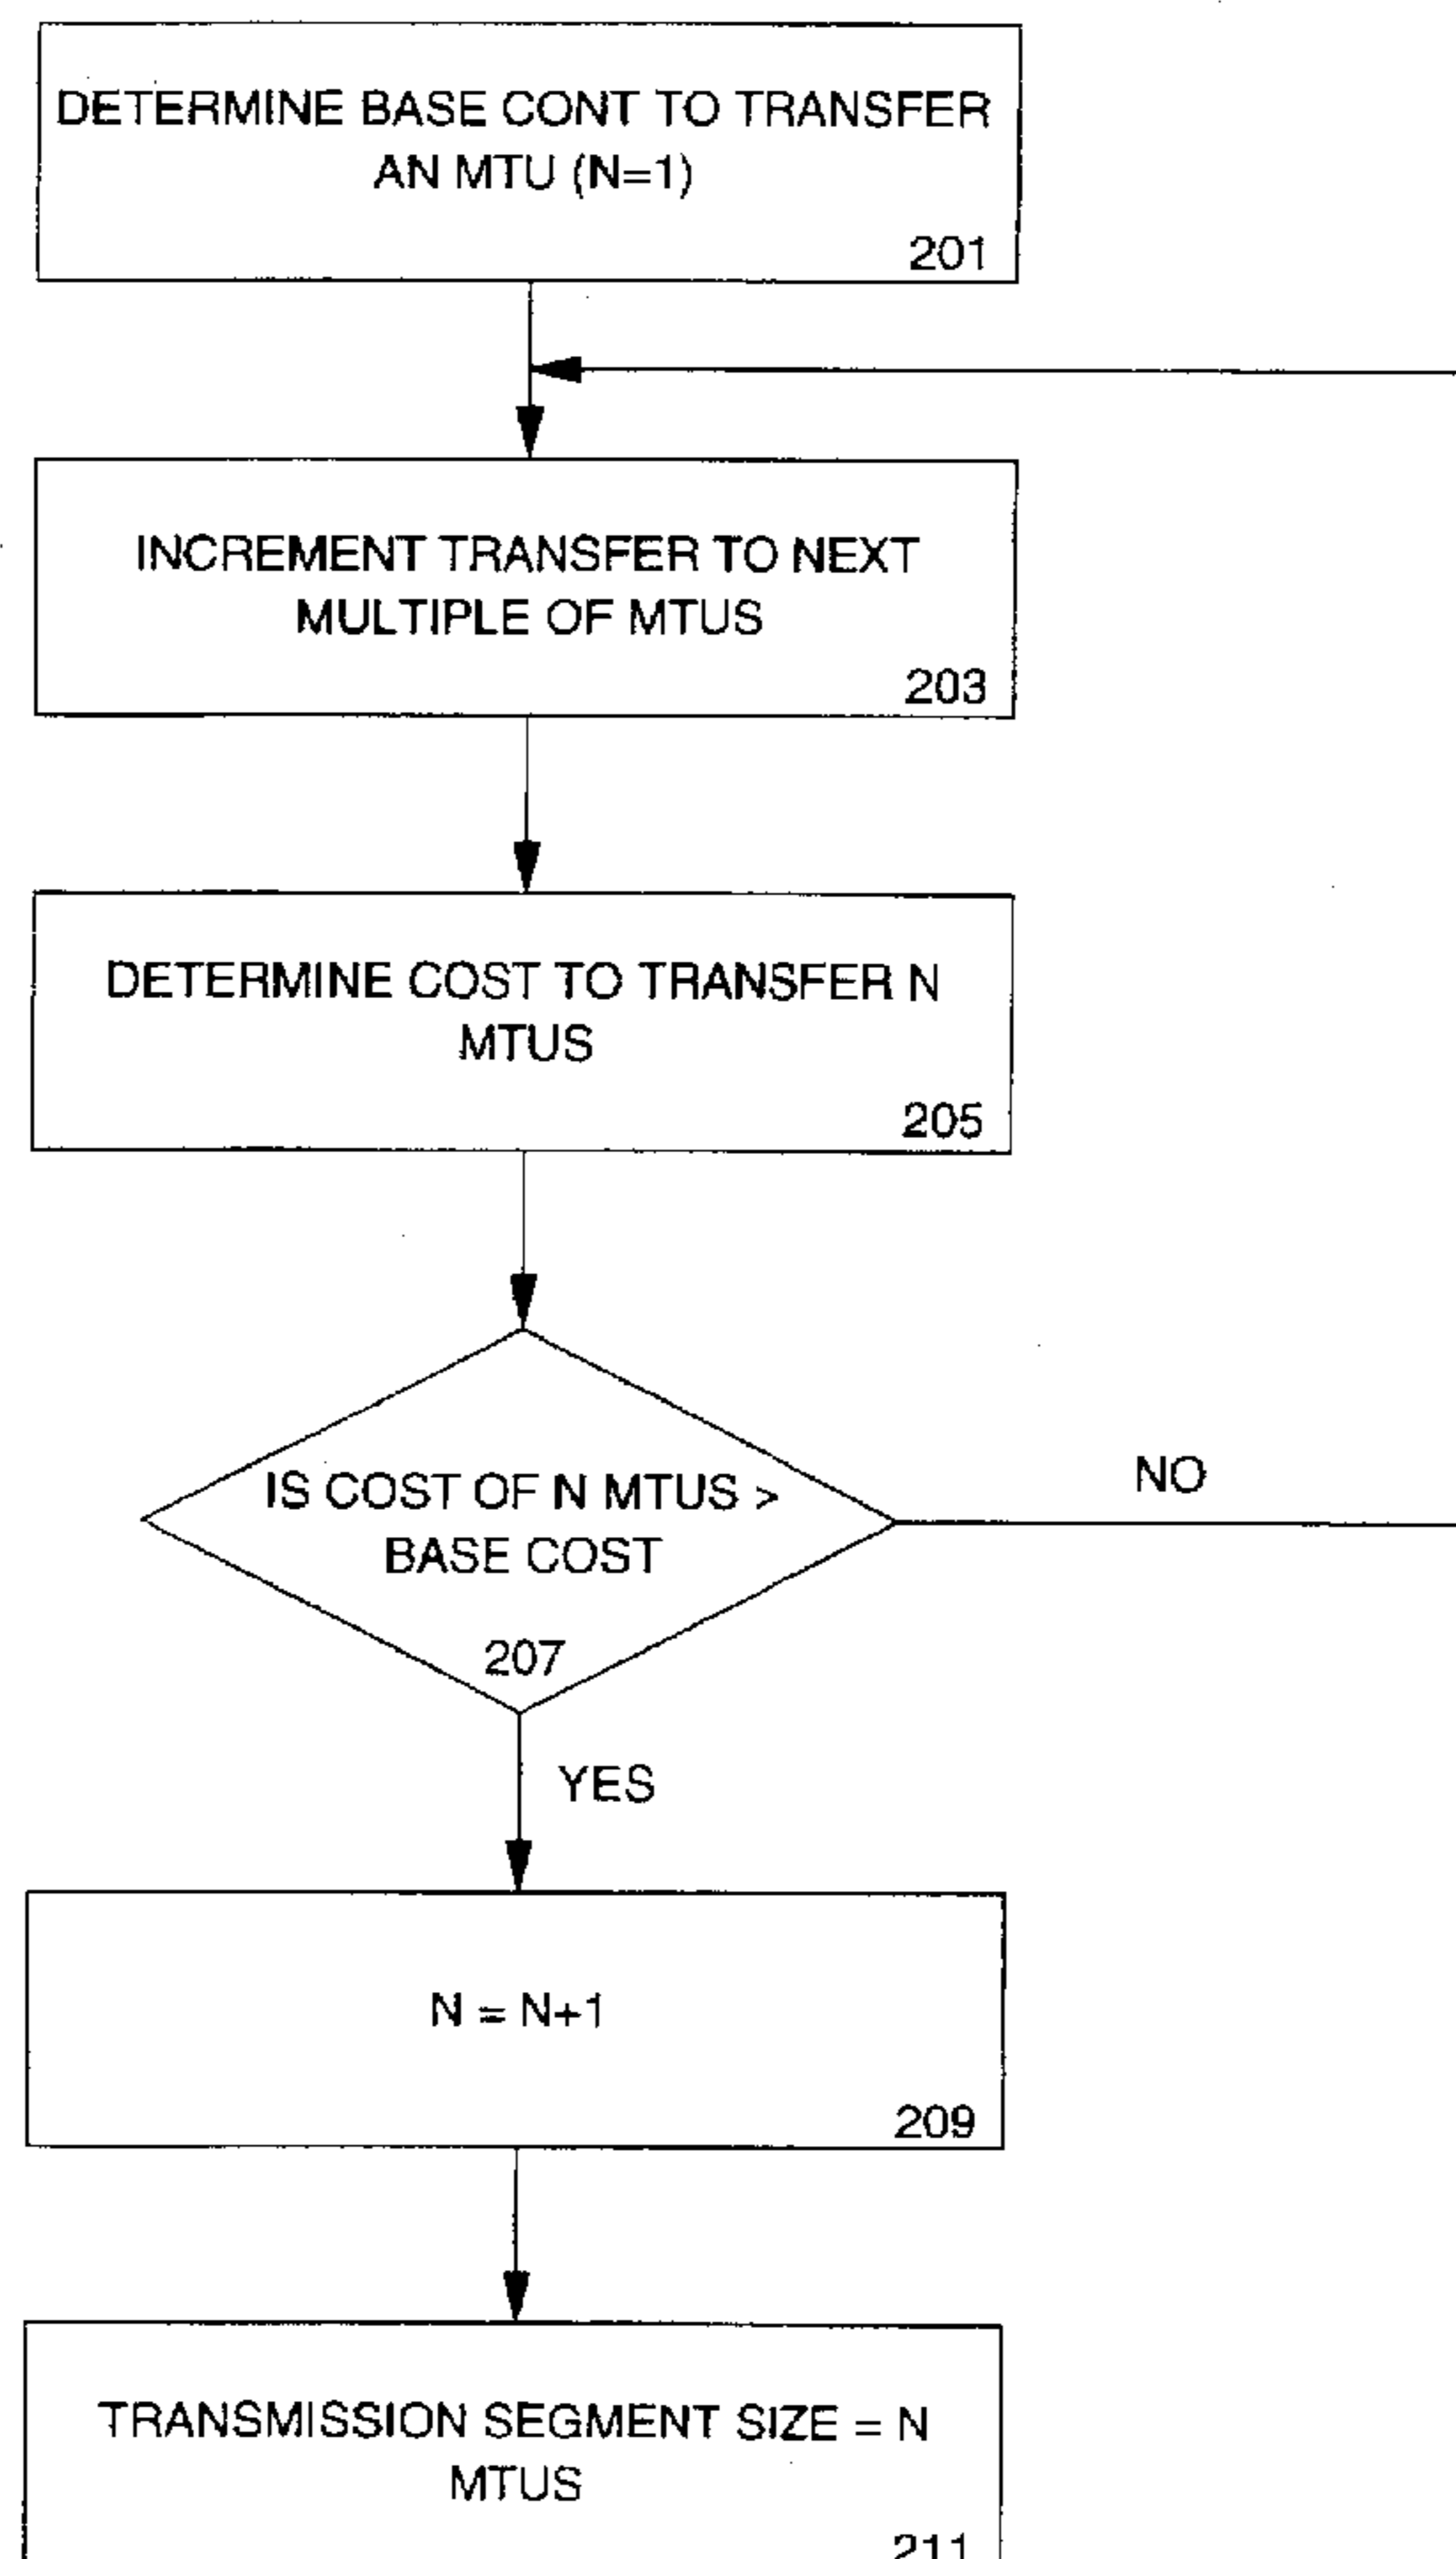 DETERMINE BASE CONT TO TRANSFER
AN MTU (N=1)
201
INCREMENT TRANSFER TO NEXT
MULTIPLE OF MTUS
203
DETERMINE COST TO TRANSFER N
MTUS
205
IS COST OF N MTUS >
BASE COST
207
NO
YES
N = N+1
209
TRANSMISSION SEGMENT SIZE = N
MTUS
211